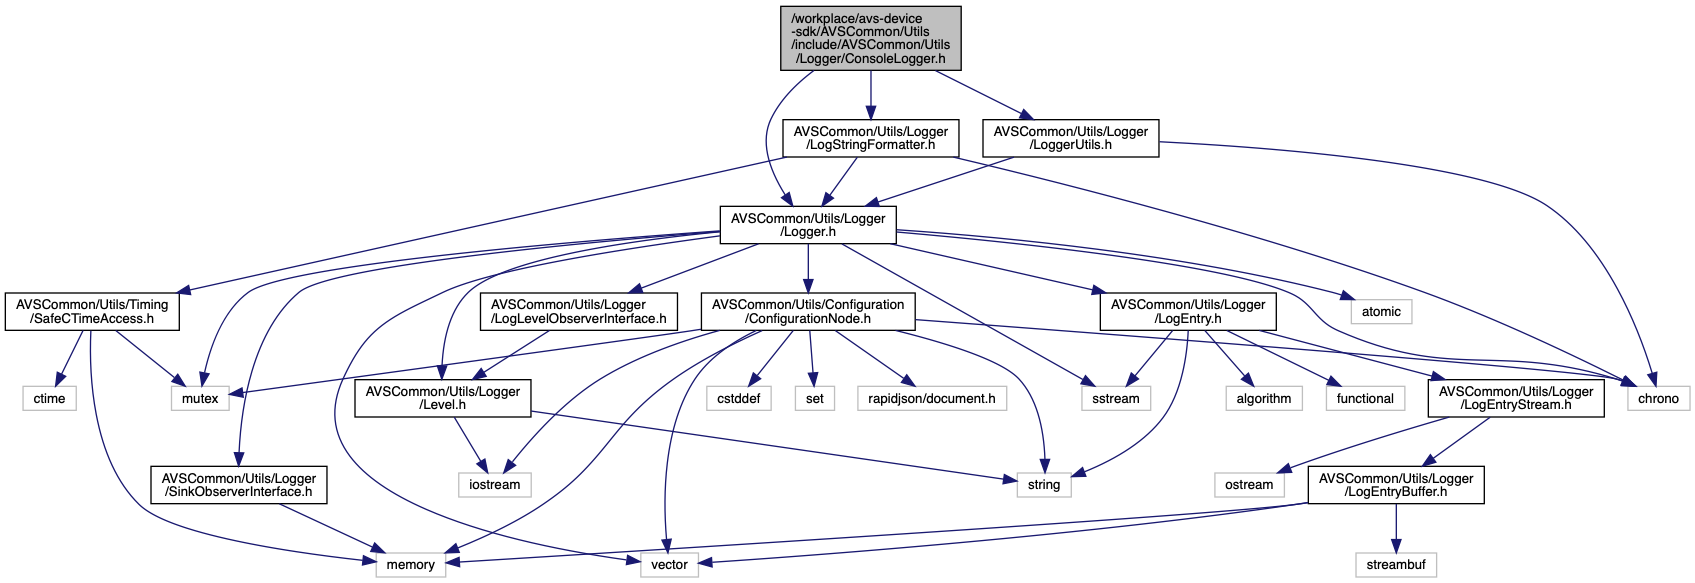 /workplace/avs-device
-sdk/AVSCommon/Utils
/include/AVSCommon/Utils
/Logger/ConsoleLogger.h
AVSCommon/Utils/Logger
/LogStringFormatter.h
AVSCommon/Utils/Logger
/LoggerUtils.h
AVSCommon/Utils/Logger
/Logger.h
AVSCommon/Utils/Timing
/SafeCTimeAccess.h
AVSCommon/Utils/Logger
/LogLevelObserverInterface.h
AVSCommon/Utils/Configuration
/ConfigurationNode.h
AVSCommon/Utils/Logger
/LogEntry.h
atomic
ctime
mutex
AVSCommon/Utils/Logger
/Level.h
cstddef
set
rapidjson/document.h
sstream
algorithm
functional
AVSCommon/Utils/Logger
/LogEntryStream.h
chrono
AVSCommon/Utils/Logger
/SinkObserverInterface.h
iostream
string
ostream
AVSCommon/Utils/Logger
/LogEntryBuffer.h
memory
vector
streambuf